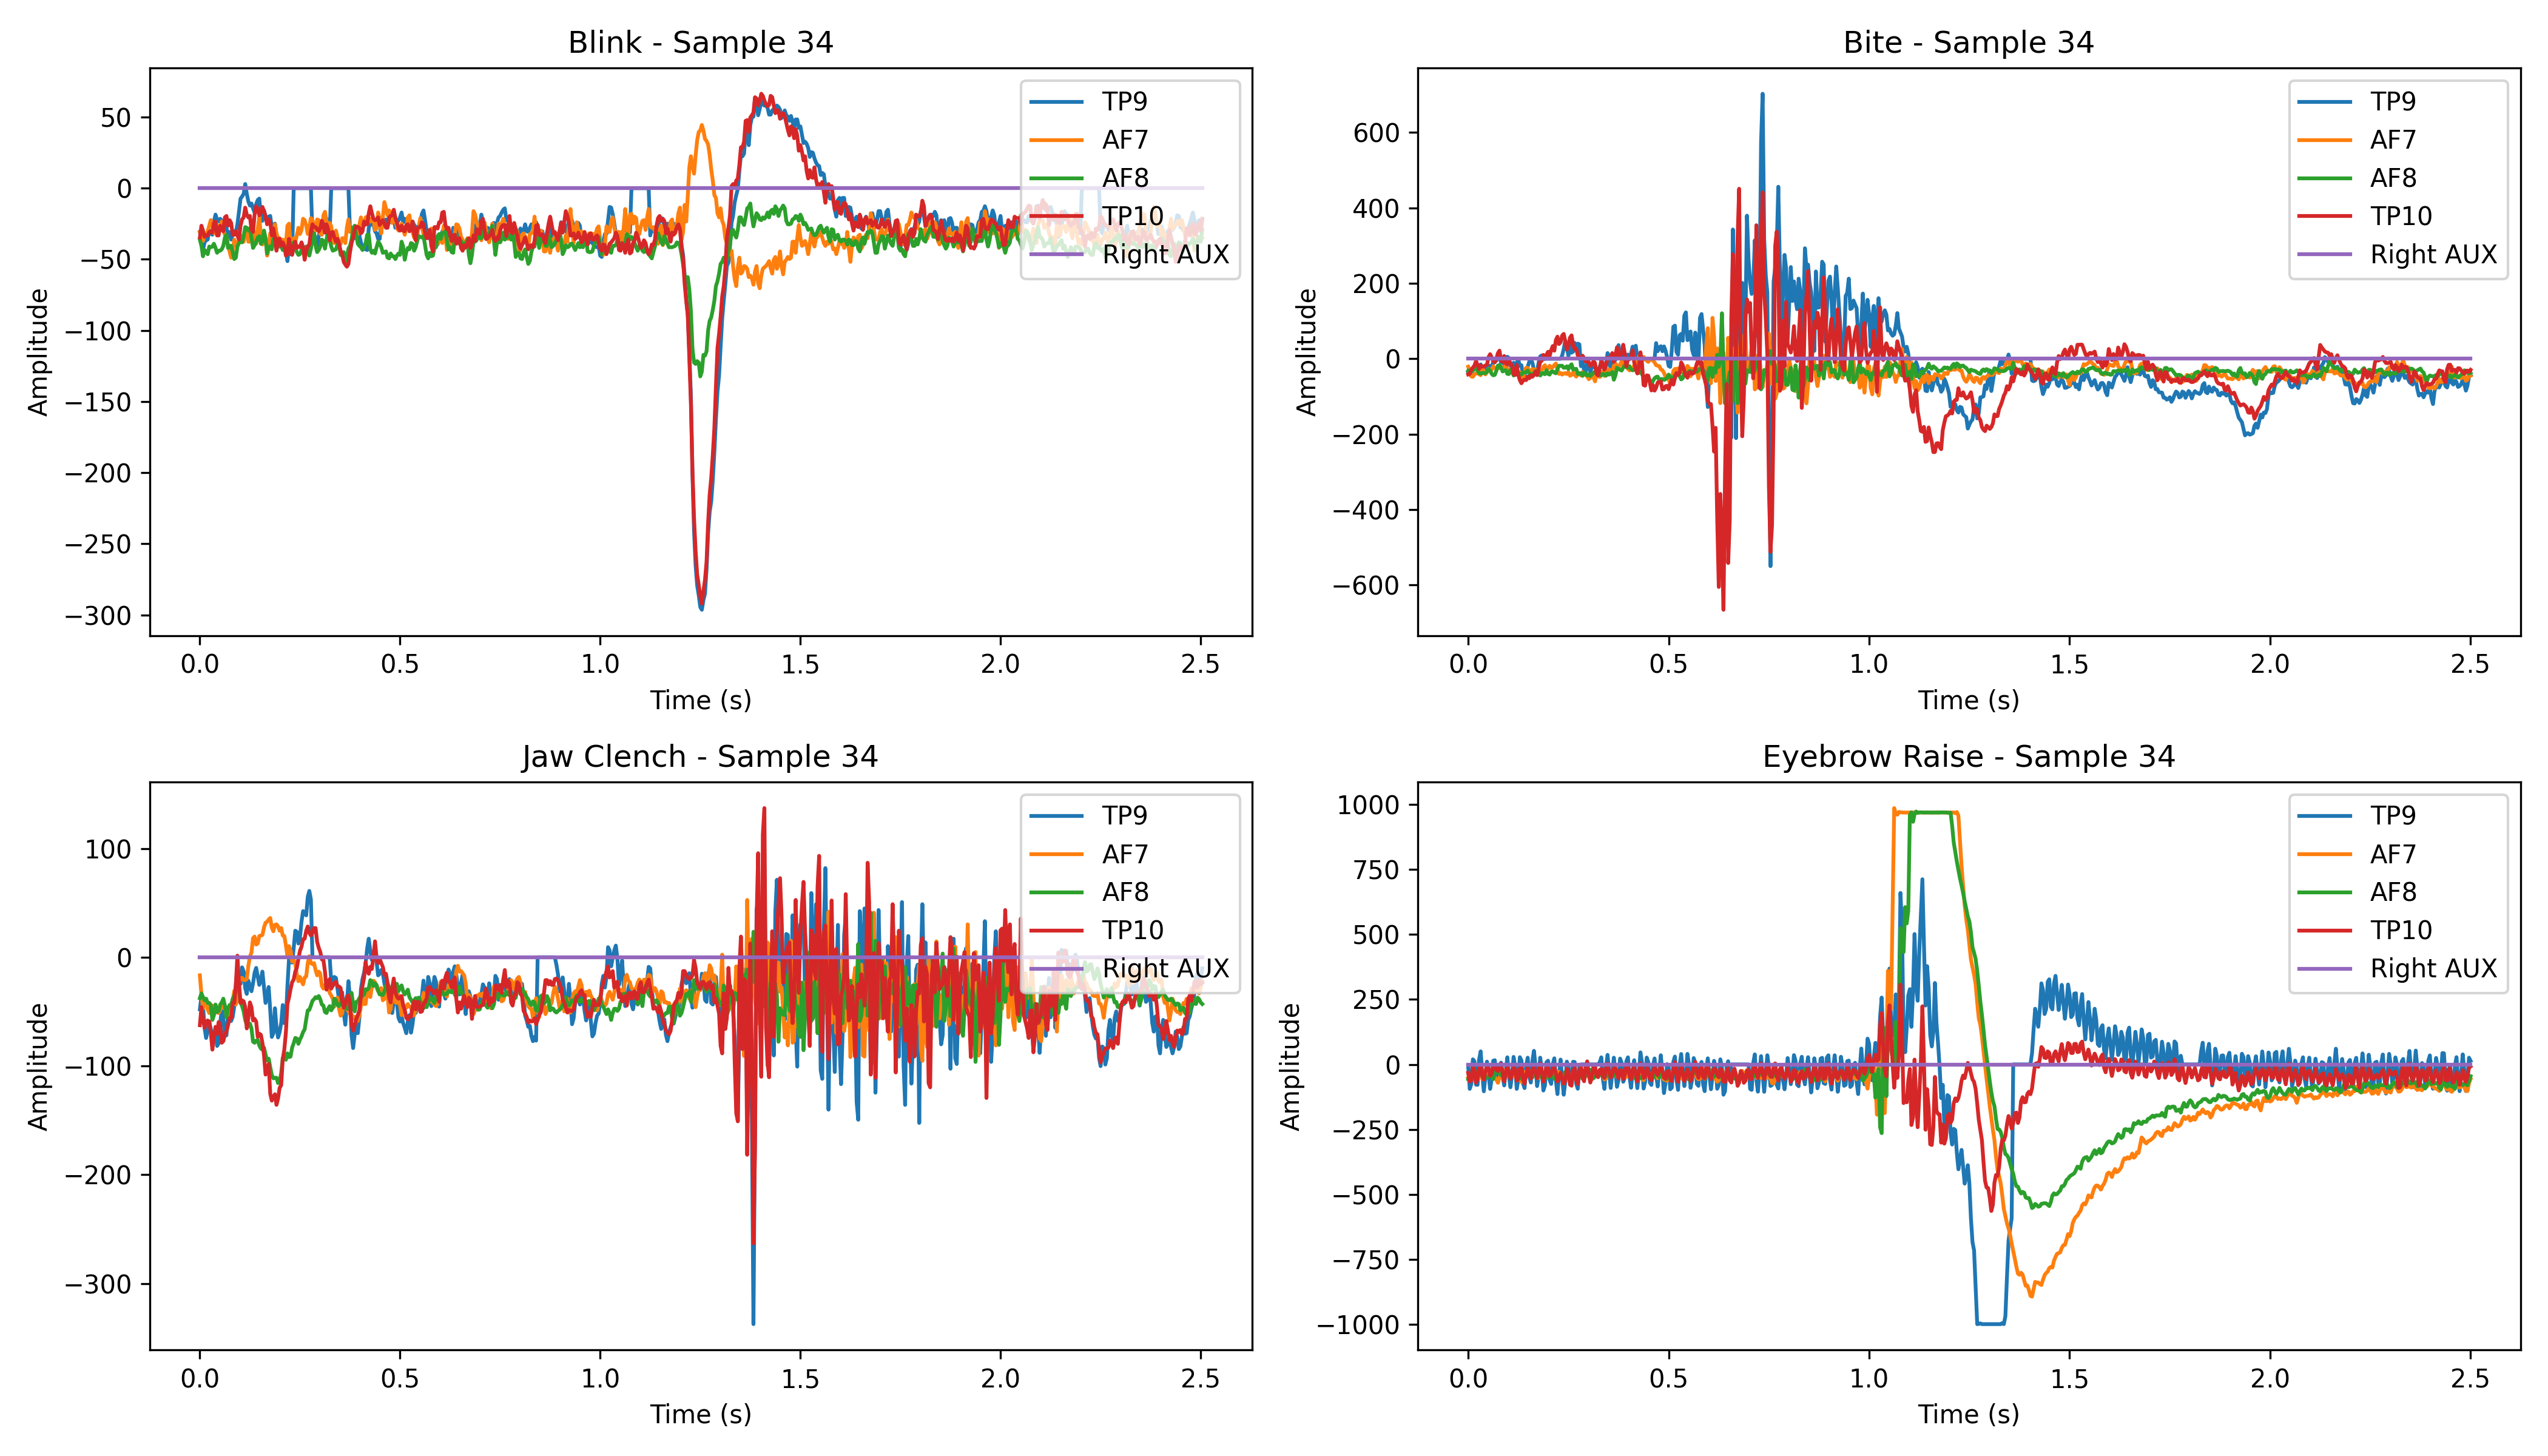 Blink - Sample 34
50
0
−50
−100
−150
−200
−250
−300
Amplitude
0.0 0.5 1.0 1.5 2.0 2.5
Time (s)
TP9
AF7
AF8
TP10
Right AUX
Bite - Sample 34
600
400
200
0
−200
−400
−600
Amplitude
0.0 0.5 1.0 1.5 2.0 2.5
Time (s)
TP9
AF7
AF8
TP10
Right AUX
Jaw Clench - Sample 34
100
0
−100
−200
−300
Amplitude
0.0 0.5 1.0 1.5 2.0 2.5
Time (s)
TP9
AF7
AF8
TP10
Right AUX
Eyebrow Raise - Sample 34
1000
750
500
250
0
−250
−500
−750
−1000
Amplitude
0.0 0.5 1.0 1.5 2.0 2.5
Time (s)
TP9
AF7
AF8
TP10
Right AUX